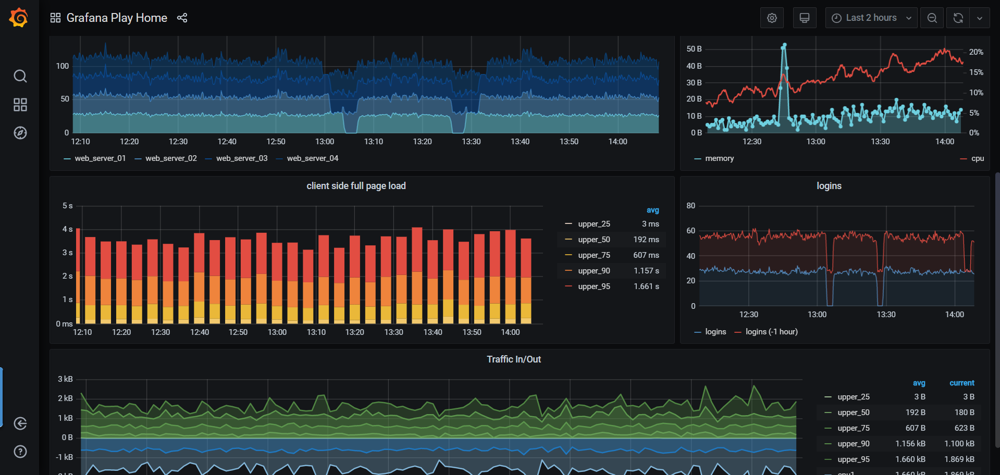 Grafana Play Home
Last 2 hours
100
50
0
12:10 12:20 12:30 12:40 12:50 13:00 13:10 13:20 13:30 13:40 13:50 14:00
web_server_01 web_server_02 web_server_03 web_server_04
50 B
40 B
30 B
20 B
10 B
0 B
20%
15%
10%
5%
0%
12:30 13:00 13:30 14:00
memory cpu
client side full page load
5 s
4 s
3 s
2 s
1 s
0 ms
12:10 12:20 12:30 12:40 12:50 13:00 13:10 13:20 13:30 13:40 13:50 14:00
avg
upper_25 3 ms
upper_50 192 ms
upper_75 607 ms
upper_90 1.157 s
upper_95 1.661 s
logins
80
60
40
20
0
12:30 13:00 13:30 14:00
logins logins (-1 hour)
Traffic In/Out
3 kB
2 kB
1 kB
0 B
-1 kB
avg current
upper_25 3 B 3 B
upper_50 192 B 180 B
upper_75 607 B 623 B
upper_90 1.156 kB 1.100 kB
upper_95 1.660 kB 1.869 kB
cpu1 1.660 kB 1.869 kB